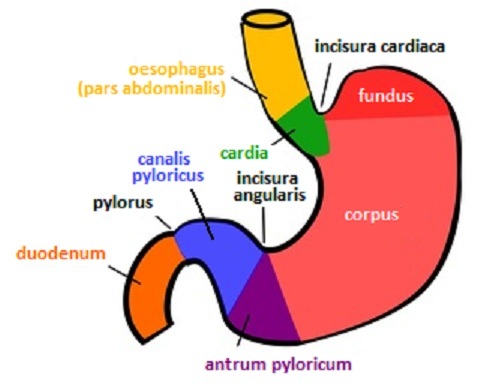 incisura cardiaca
oesophagus
(pars abdominalis)
fundus
cardia
canalis
pyloricus
incisura
angularis
pylorus
corpus
duodenum
antrum pyloricum